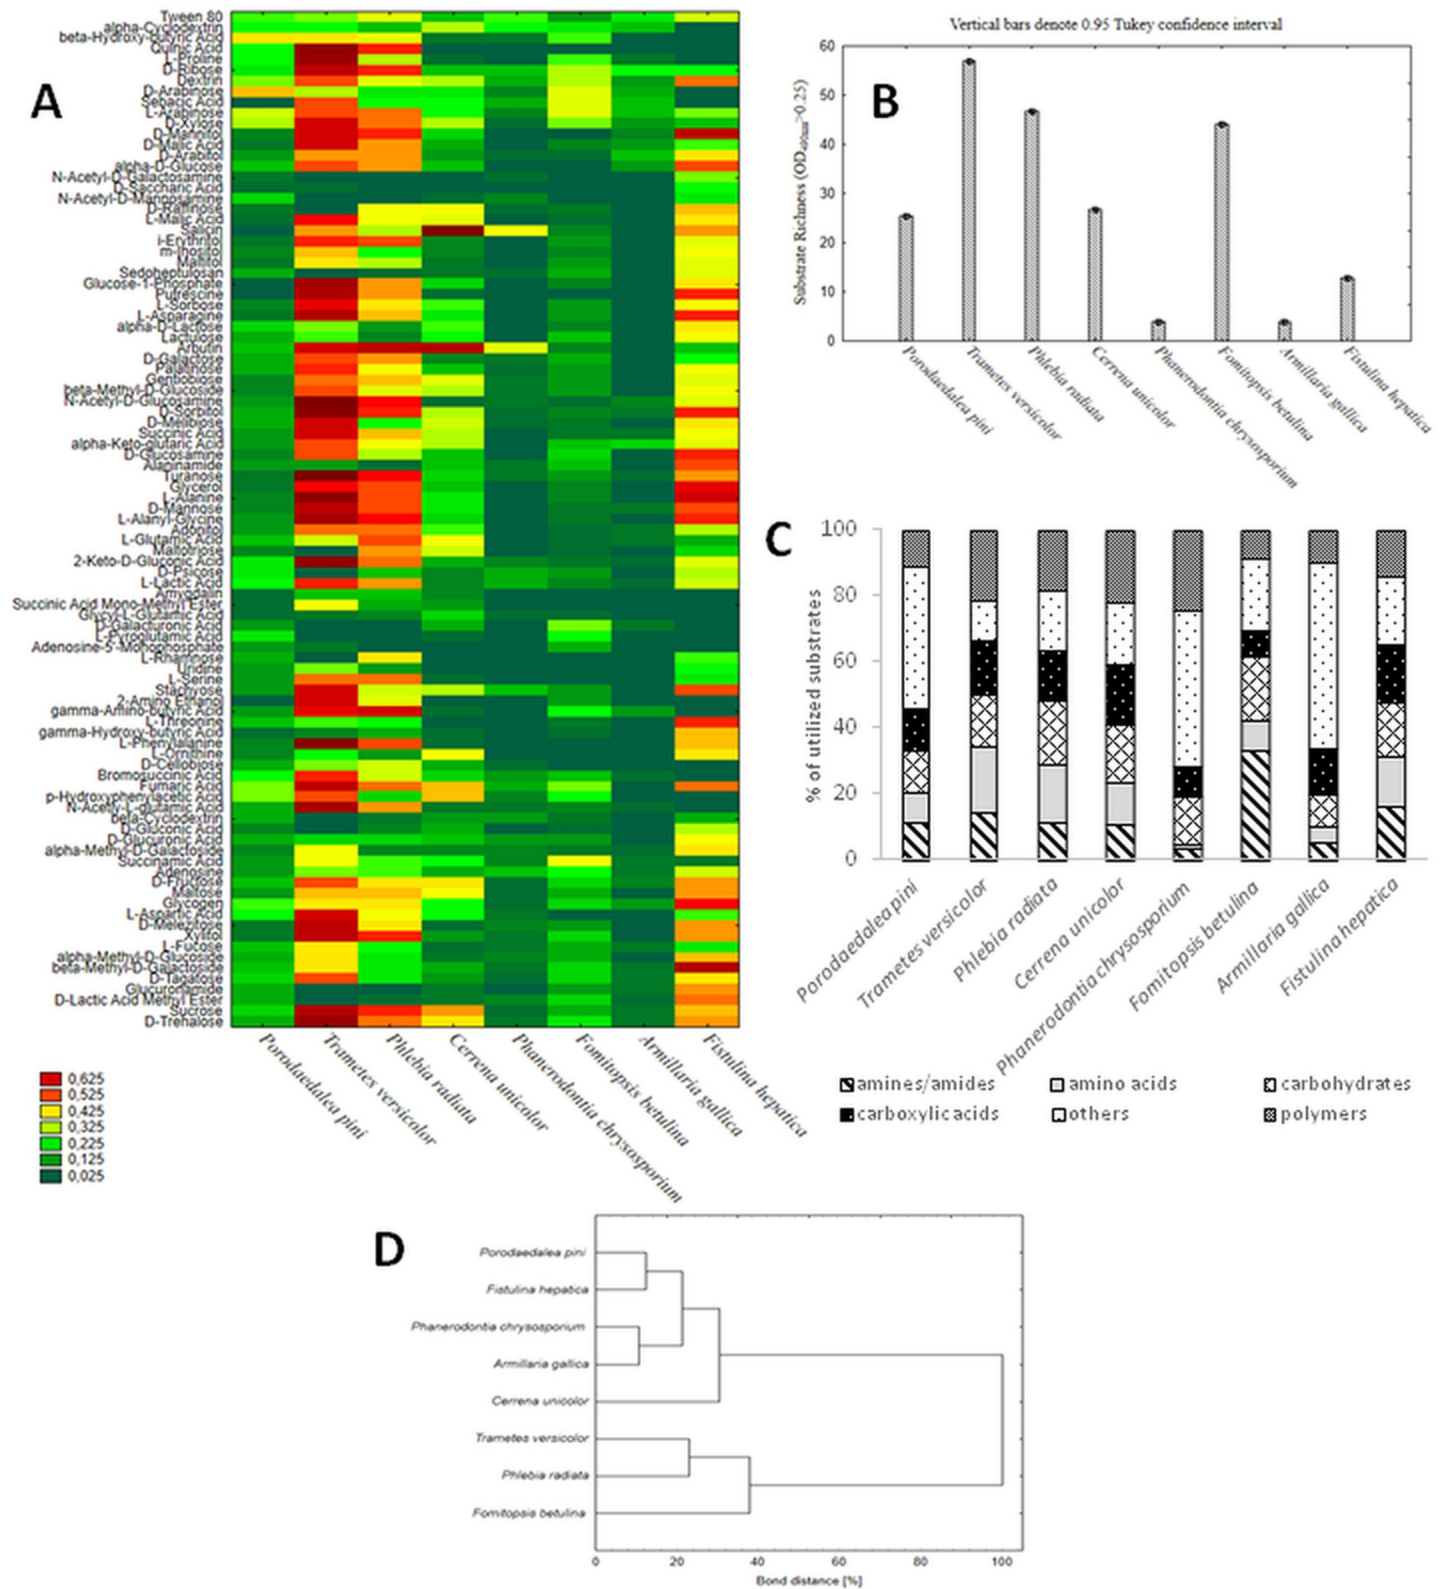 A
Tween 80
alpha-Cyclodextrin
beta-Hydroxy-butyric Acid
Quinic Acid
L-Proline
D-Ribose
Dextrin
D-Arabinose
Sebacic Acid
L-Arabinose
D-Xylose
D-Mannitol
D-Malic Acid
D-Arabitol
alpha-D-Glucose
N-Acetyl-D-Galactosamine
D-Saccharic Acid
N-Acetyl-D-Mannosamine
D-Raffinose
L-Malic Acid
Salicin
i-Erythritol
m-Inositol
Maltitol
Sedoheptulosan
Glucose-1-Phosphate
Putrescine
L-Sorbose
L-Asparagine
alpha-D-Lactose
Lactulose
Arbutin
D-Galactose
Palatinose
Gentiobiose
beta-Methyl-D-Glucoside
N-Acetyl-D-Glucosamine
D-Sorbitol
D-Melibiose
Succinic Acid
alpha-Keto-glutaric Acid
D-Glucosamine
Alaninamide
Turanose
Glycerol
L-Alanine
D-Mannose
L-Alanyl-Glycine
Adonitol
L-Glutamic Acid
Maltotriose
2-Keto-D-Gluconic Acid
D-Psicose
L-Lactic Acid
Amygdalin
Succinic Acid Mono-Methyl Ester
Glycyl-L-Glutamic Acid
D-Galacturonic Acid
L-Pyroglutamic Acid
Adenosine-5'-Monophosphate
L-Rhamnose
Uridine
L-Serine
Stachyose
2-Amino Ethanol
gamma-Amino-butyric Acid
L-Threonine
gamma-Hydroxy-butyric Acid
L-Phenylalanine
L-Ornithine
D-Cellobiose
Bromosuccinic Acid
Fumaric Acid
p-Hydroxyphenylacetic Acid
N-Acetly-L-glutamic Acid
beta-Cyclodextrin
D-Gluconic Acid
D-Glucuronic Acid
alpha-Methyl-D-Galactoside
Succinamic Acid
Adenosine
D-Fructose
Maltose
Glycogen
L-Aspartic Acid
D-Melezitose
Xylitol
L-Fucose
alpha-Methyl-D-Glucoside
beta-Methyl-D-Galactoside
D-Tagatose
Glucuronamide
D-Lactic Acid Methyl Ester
Sucrose
D-Trehalose
Porodaedalea pini
Trametes versicolor
Phlebia radiata
Cerrena unicolor
Phanerodontia chrysosporium
Fomitopsis betulina
Armillaria gallica
Fistulina hepatica
0,625
0,525
0,425
0,325
0,225
0,125
0,025
B
Vertical bars denote 0.95 Tukey confidence interval
Substrate Richness (OD490nm>0.25)
60
50
40
30
20
10
0
Porodaedalea pini
Trametes versicolor
Phlebia radiata
Cerrena unicolor
Phanerodontia chrysosporium
Fomitopsis betulina
Armillaria gallica
Fistulina hepatica
C
% of utilized substrates
100
80
60
40
20
0
Porodaedalea pini
Trametes versicolor
Phlebia radiata
Cerrena unicolor
Phanerodontia chrysosporium
Fomitopsis betulina
Armillaria gallica
Fistulina hepatica
amines/amides amino acids carbohydrates
carboxylic acids others polymers
D
Porodaedalea pini
Fistulina hepatica
Phanerodontia chrysosporium
Armillaria gallica
Cerrena unicolor
Trametes versicolor
Phlebia radiata
Fomitopsis betulina
0 20 40 60 80 100
Bond distance [%]